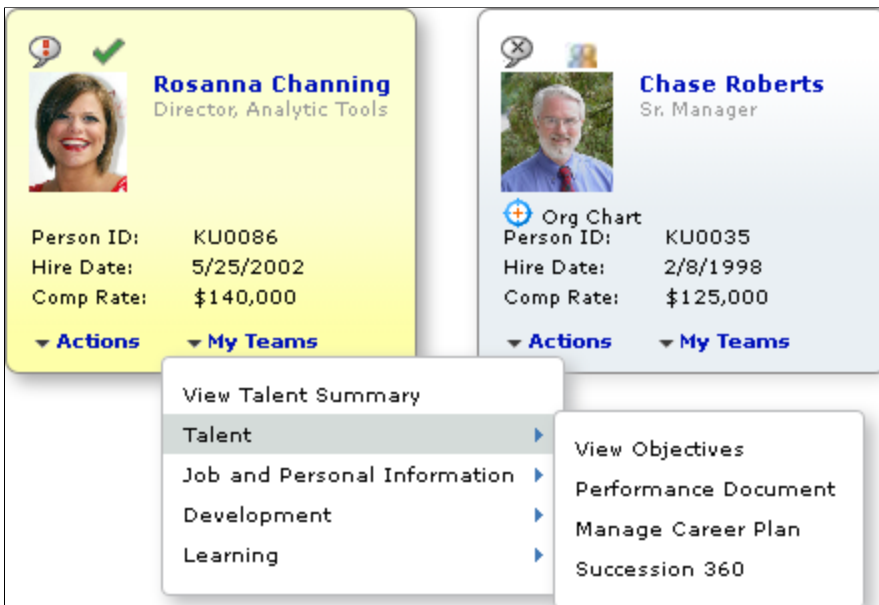 Rosanna Channing
Director, Analytic Tools
Person ID: KU0086
Hire Date: 5/25/2002
Comp Rate: $140,000
Actions My Teams
Chase Roberts
Sr. Manager
Org Chart
Person ID: KU0035
Hire Date: 2/8/1998
Comp Rate: $125,000
Actions My Teams
View Talent Summary
Talent
Job and Personal Information
Development
Learning
View Objectives
Performance Document
Manage Career Plan
Succession 360